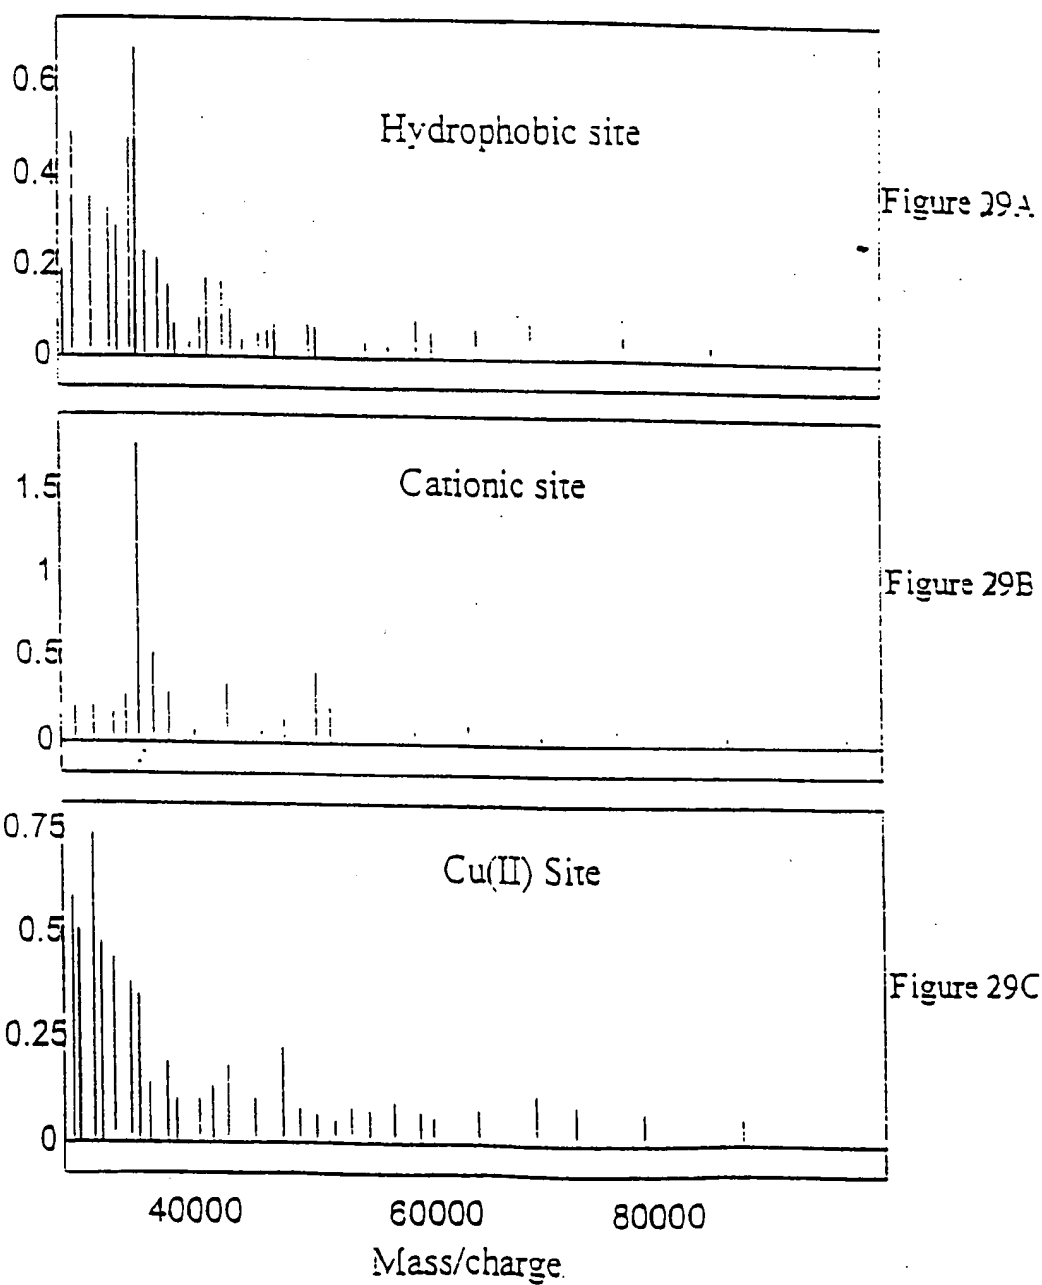 0.6
0.4
0.2
0
Hydrophobic site
Figure 29A
1.5
1
0.5
0
Cationic site
Figure 29B
0.75
0.5
0.25
0
Cu(II) Site
Figure 29C
40000
60000
80000
Mass/charge